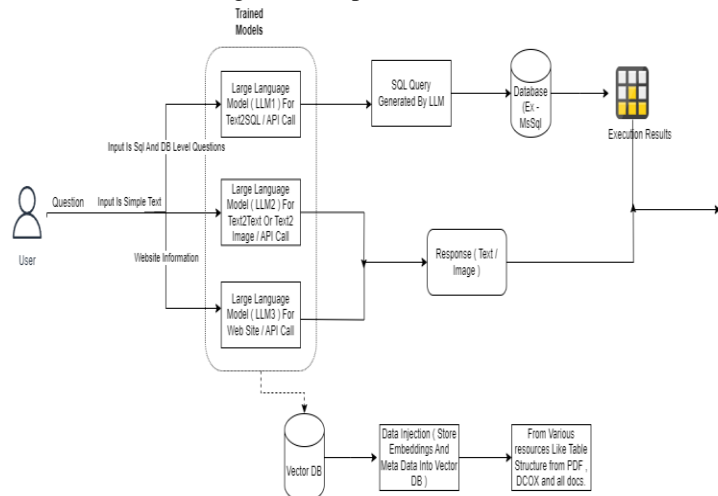 Trained
Models
Large Language
Model ( LLM1 ) For
Text2SQL / API Call
SQL Query
Generated By LLM
Database
(Ex -
MsSql
Execution Results
Input Is Sql And DB Level Questions
Question
Input Is Simple Text
User
Large Language
Model ( LLM2 ) For
Text2Text Or Text2
Image / API Call
Website Information
Response ( Text /
Image )
Large Language
Model ( LLM3 ) For
Web Site / API Call
Vector DB
Data Injection ( Store
Embeddings And
Meta Data Into Vector
DB )
From Various
resources Like Table
Structure from PDF ,
DCOX and all docs.